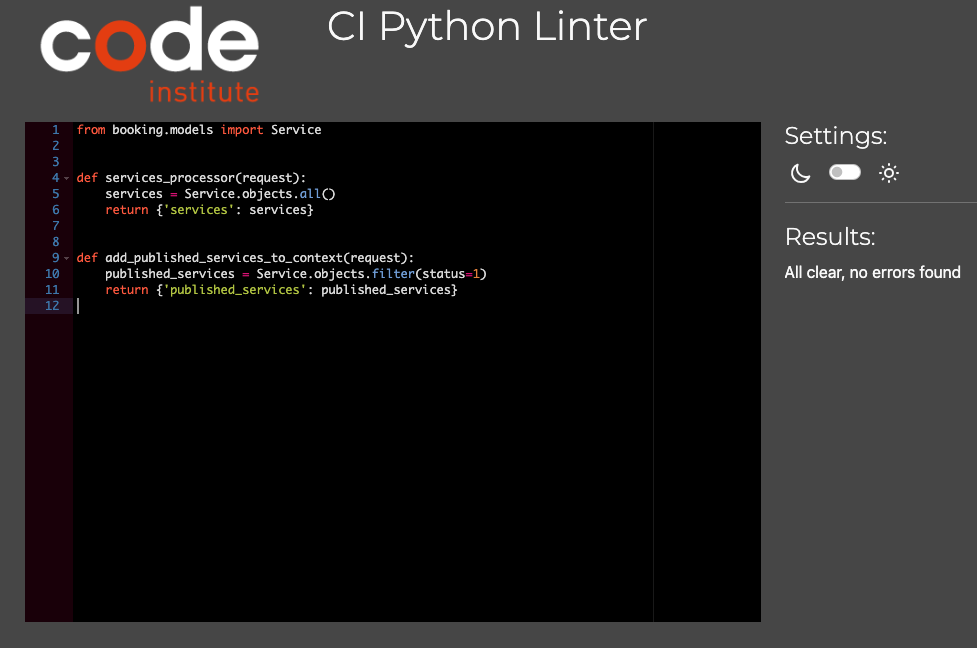 code
institute
CI Python Linter
1 from booking.models import Service
2
3
4 def services_processor(request):
5     services = Service.objects.all()
6     return {'services': services}
7
8
9 def add_published_services_to_context(request):
10     published_services = Service.objects.filter(status=1)
11     return {'published_services': published_services}
12
Settings:
Results:
All clear, no errors found